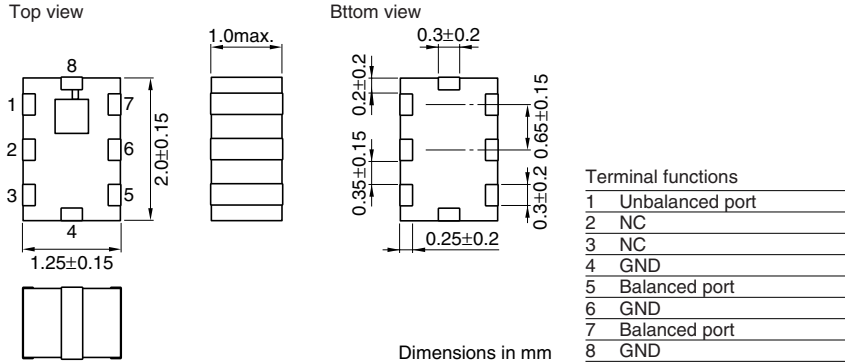 Top view
Bttom view
1.0max.
0.3±0.2
8
1
7
2
6
3
5
4
2.0±0.15
1.25±0.15
0.2±0.2
0.35±0.15
0.65±0.15
0.3±0.2
0.25±0.2
Dimensions in mm
Terminal functions
1 Unbalanced port
2 NC
3 NC
4 GND
5 Balanced port
6 GND
7 Balanced port
8 GND